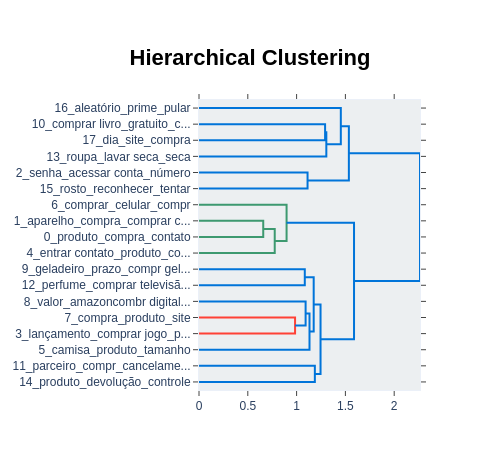 Hierarchical Clustering
16_aleatório_prime_pular
10_comprar livro_gratuito_c...
17_dia_site_compra
13_roupa_lavar seca_seca
2_senha_acessar conta_número
15_rosto_reconhecer_tentar
6_comprar_celular_compr
1_aparelho_compra_comprar c...
0_produto_compra_contato
4_entrar contato_produto_co...
9_geladeiro_prazo_compr gel...
12_perfume_comprar televisã...
8_valor_amazoncombr digital...
7_compra_produto_site
3_lançamento_comprar jogo_p...
5_camisa_produto_tamanho
11_parceiro_compr_cancelame...
14_produto_devolução_controle
0 0.5 1 1.5 2